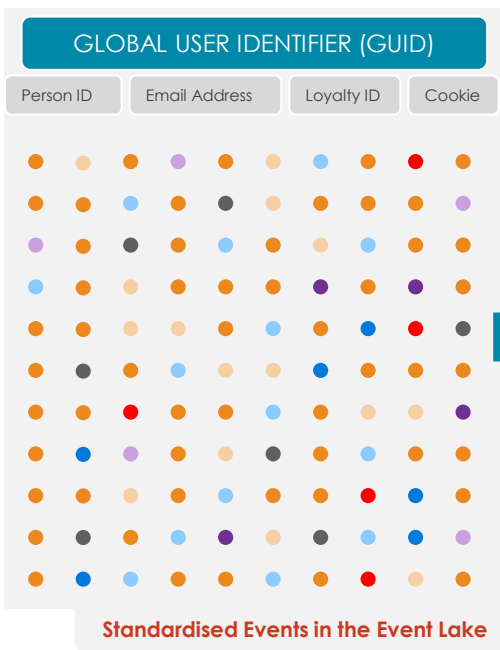 GLOBAL USER IDENTIFIER (GUID)
Person ID Email Address Loyalty ID Cookie
Standardised Events in the Event Lake